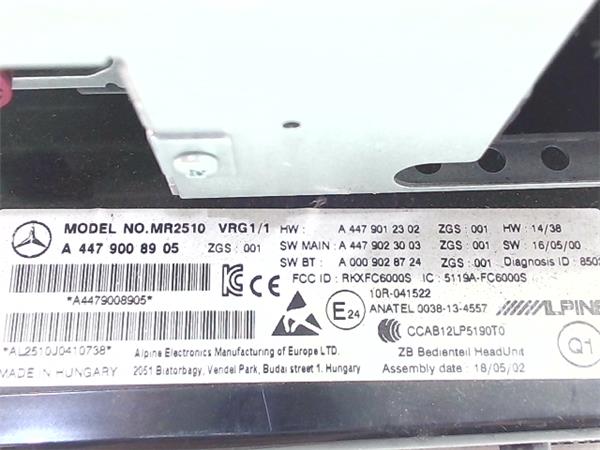 MODEL NO.MR2510 VRG1/1 HW : A 447 901 23 02 ZGS : 001 HW : 14/38
A 447 900 89 05 ZGS : 001 SW MAIN : A 447 902 30 03 ZGS : 001 SW : 16/05/00
SW BT : A 000 902 87 24 ZGS : 001 Diagnosis ID : 8503
FCC ID : RKXFC6000S IC : 5119A-FC6000S
*A4479008905*
10R-041522
E24
ANATEL 0038-13-4557
ALPINE
CCAB12LP5190T0
*AL2510J0410738*
Alpine Electronics Manufacturing of Europe LTD.
ZB Bedienteil HeadUnit
Q1
MADE IN HUNGARY
2051 Biatorbagy, Vendel Park, Budai street 1. Hungary
Assembly date : 18/05/02